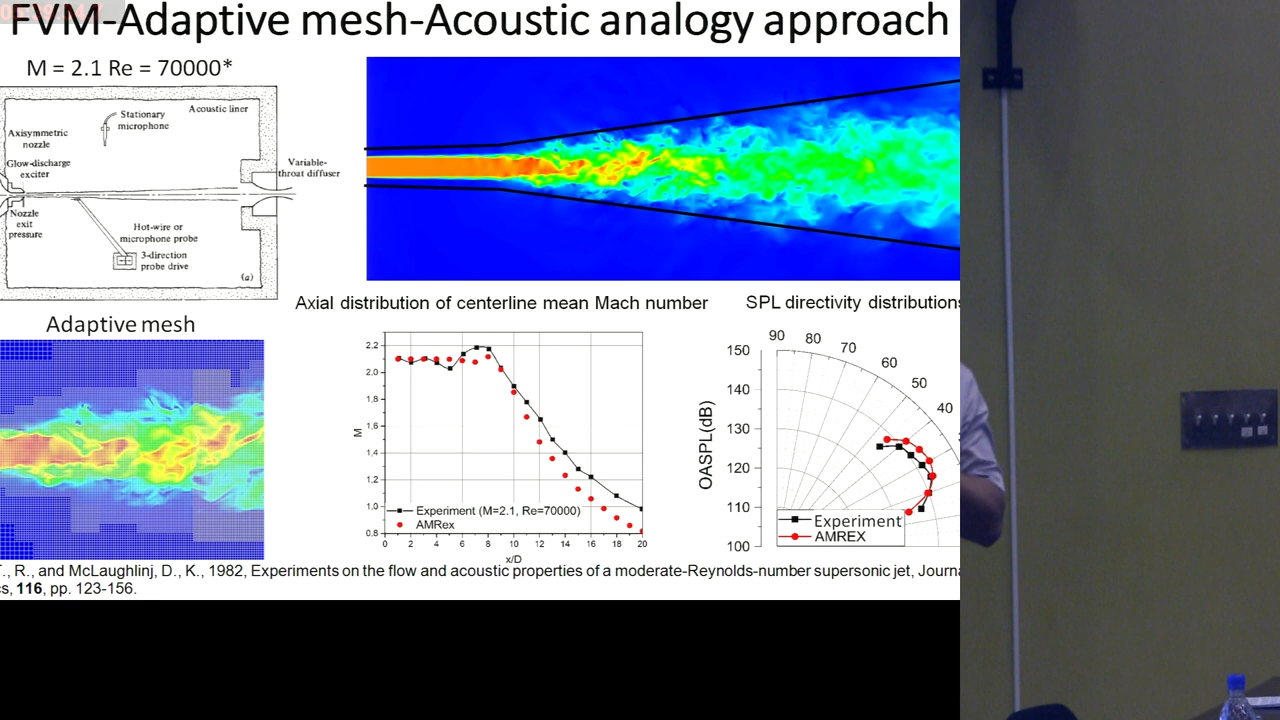 FVM-Adaptive mesh-Acoustic analogy approach
M = 2.1 Re = 70000*
Stationary
microphone
Acoustic liner
Axisymmetric
nozzle
Glow-discharge
exciter
Variable-
throat diffuser
Nozzle
exit
pressure
Hot-wire or
microphone probe
3-direction
probe drive
(a)
Axial distribution of centerline mean Mach number
SPL directivity distributions
Adaptive mesh
2.2
2.0
1.8
1.6
1.4
1.2
1.0
0.8
M
0 2 4 6 8 10 12 14 16 18 20
x/D
Experiment (M=2.1, Re=70000)
AMRex
90 80 70 60 50 40
150
140
130
120
110
100
OASPL(dB)
Experiment
AMREX
R., and McLaughlinj, D., K., 1982, Experiments on the flow and acoustic properties of a moderate-Reynolds-number supersonic jet, Journa
s, 116, pp. 123-156.